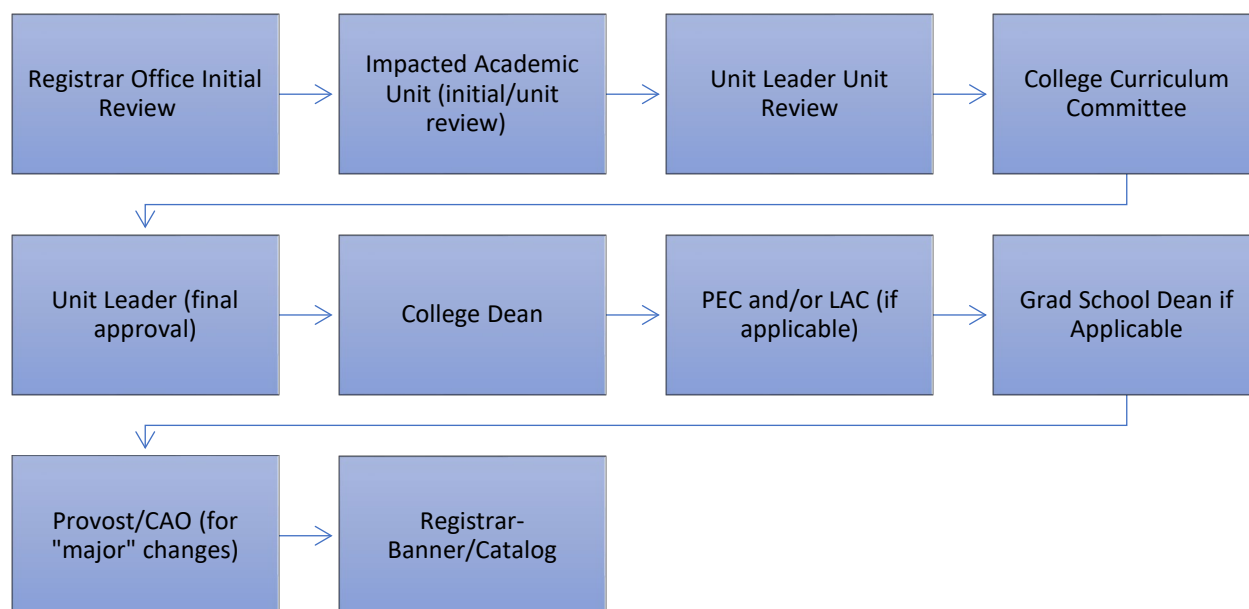 Registrar Office Initial
Review
Impacted Academic
Unit (initial/unit
review)
Unit Leader Unit
Review
College Curriculum
Committee
Unit Leader (final
approval)
College Dean
PEC and/or LAC (if
applicable)
Grad School Dean if
Applicable
Provost/CAO (for
"major" changes)
Registrar-
Banner/Catalog